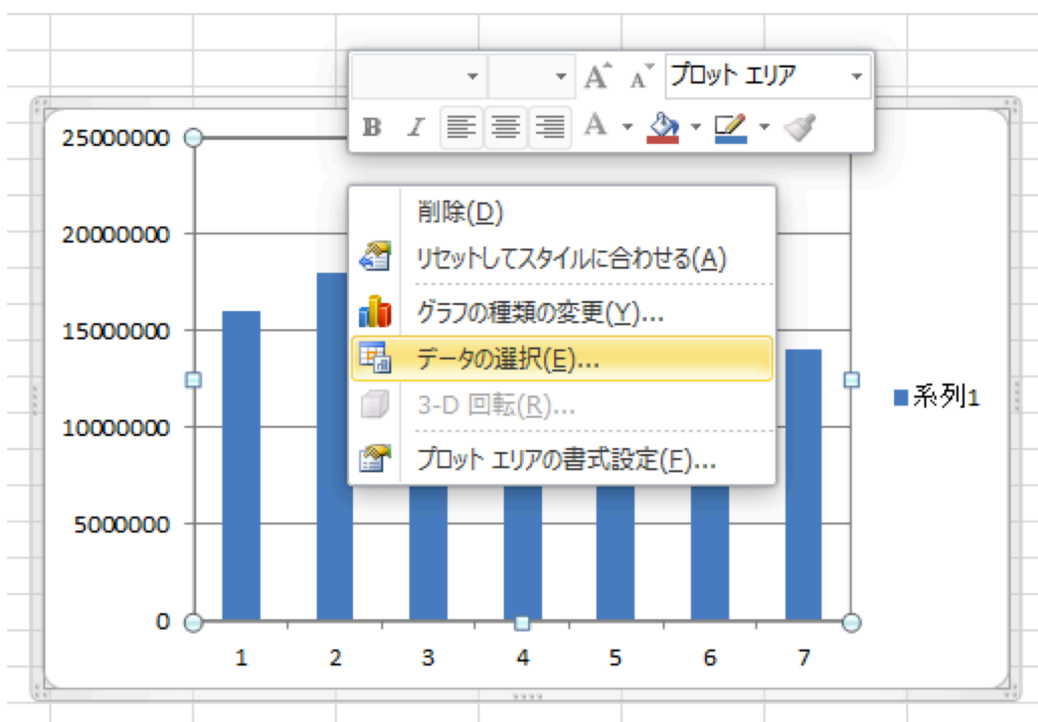 プロット エリア
B I A
25000000
20000000
15000000
10000000
5000000
0
削除(D)
リセットしてスタイルに合わせる(A)
グラフの種類の変更(Y)...
データの選択(E)...
3-D 回転(R)...
プロット エリアの書式設定(F)...
系列1
1 2 3 4 5 6 7